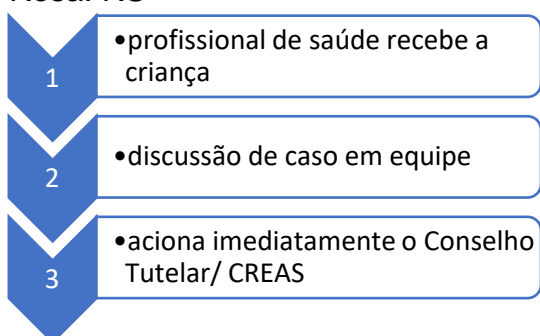 1
•profissional de saúde recebe a
criança
2
•discussão de caso em equipe
3
•aciona imediatamente o Conselho
Tutelar/ CREAS